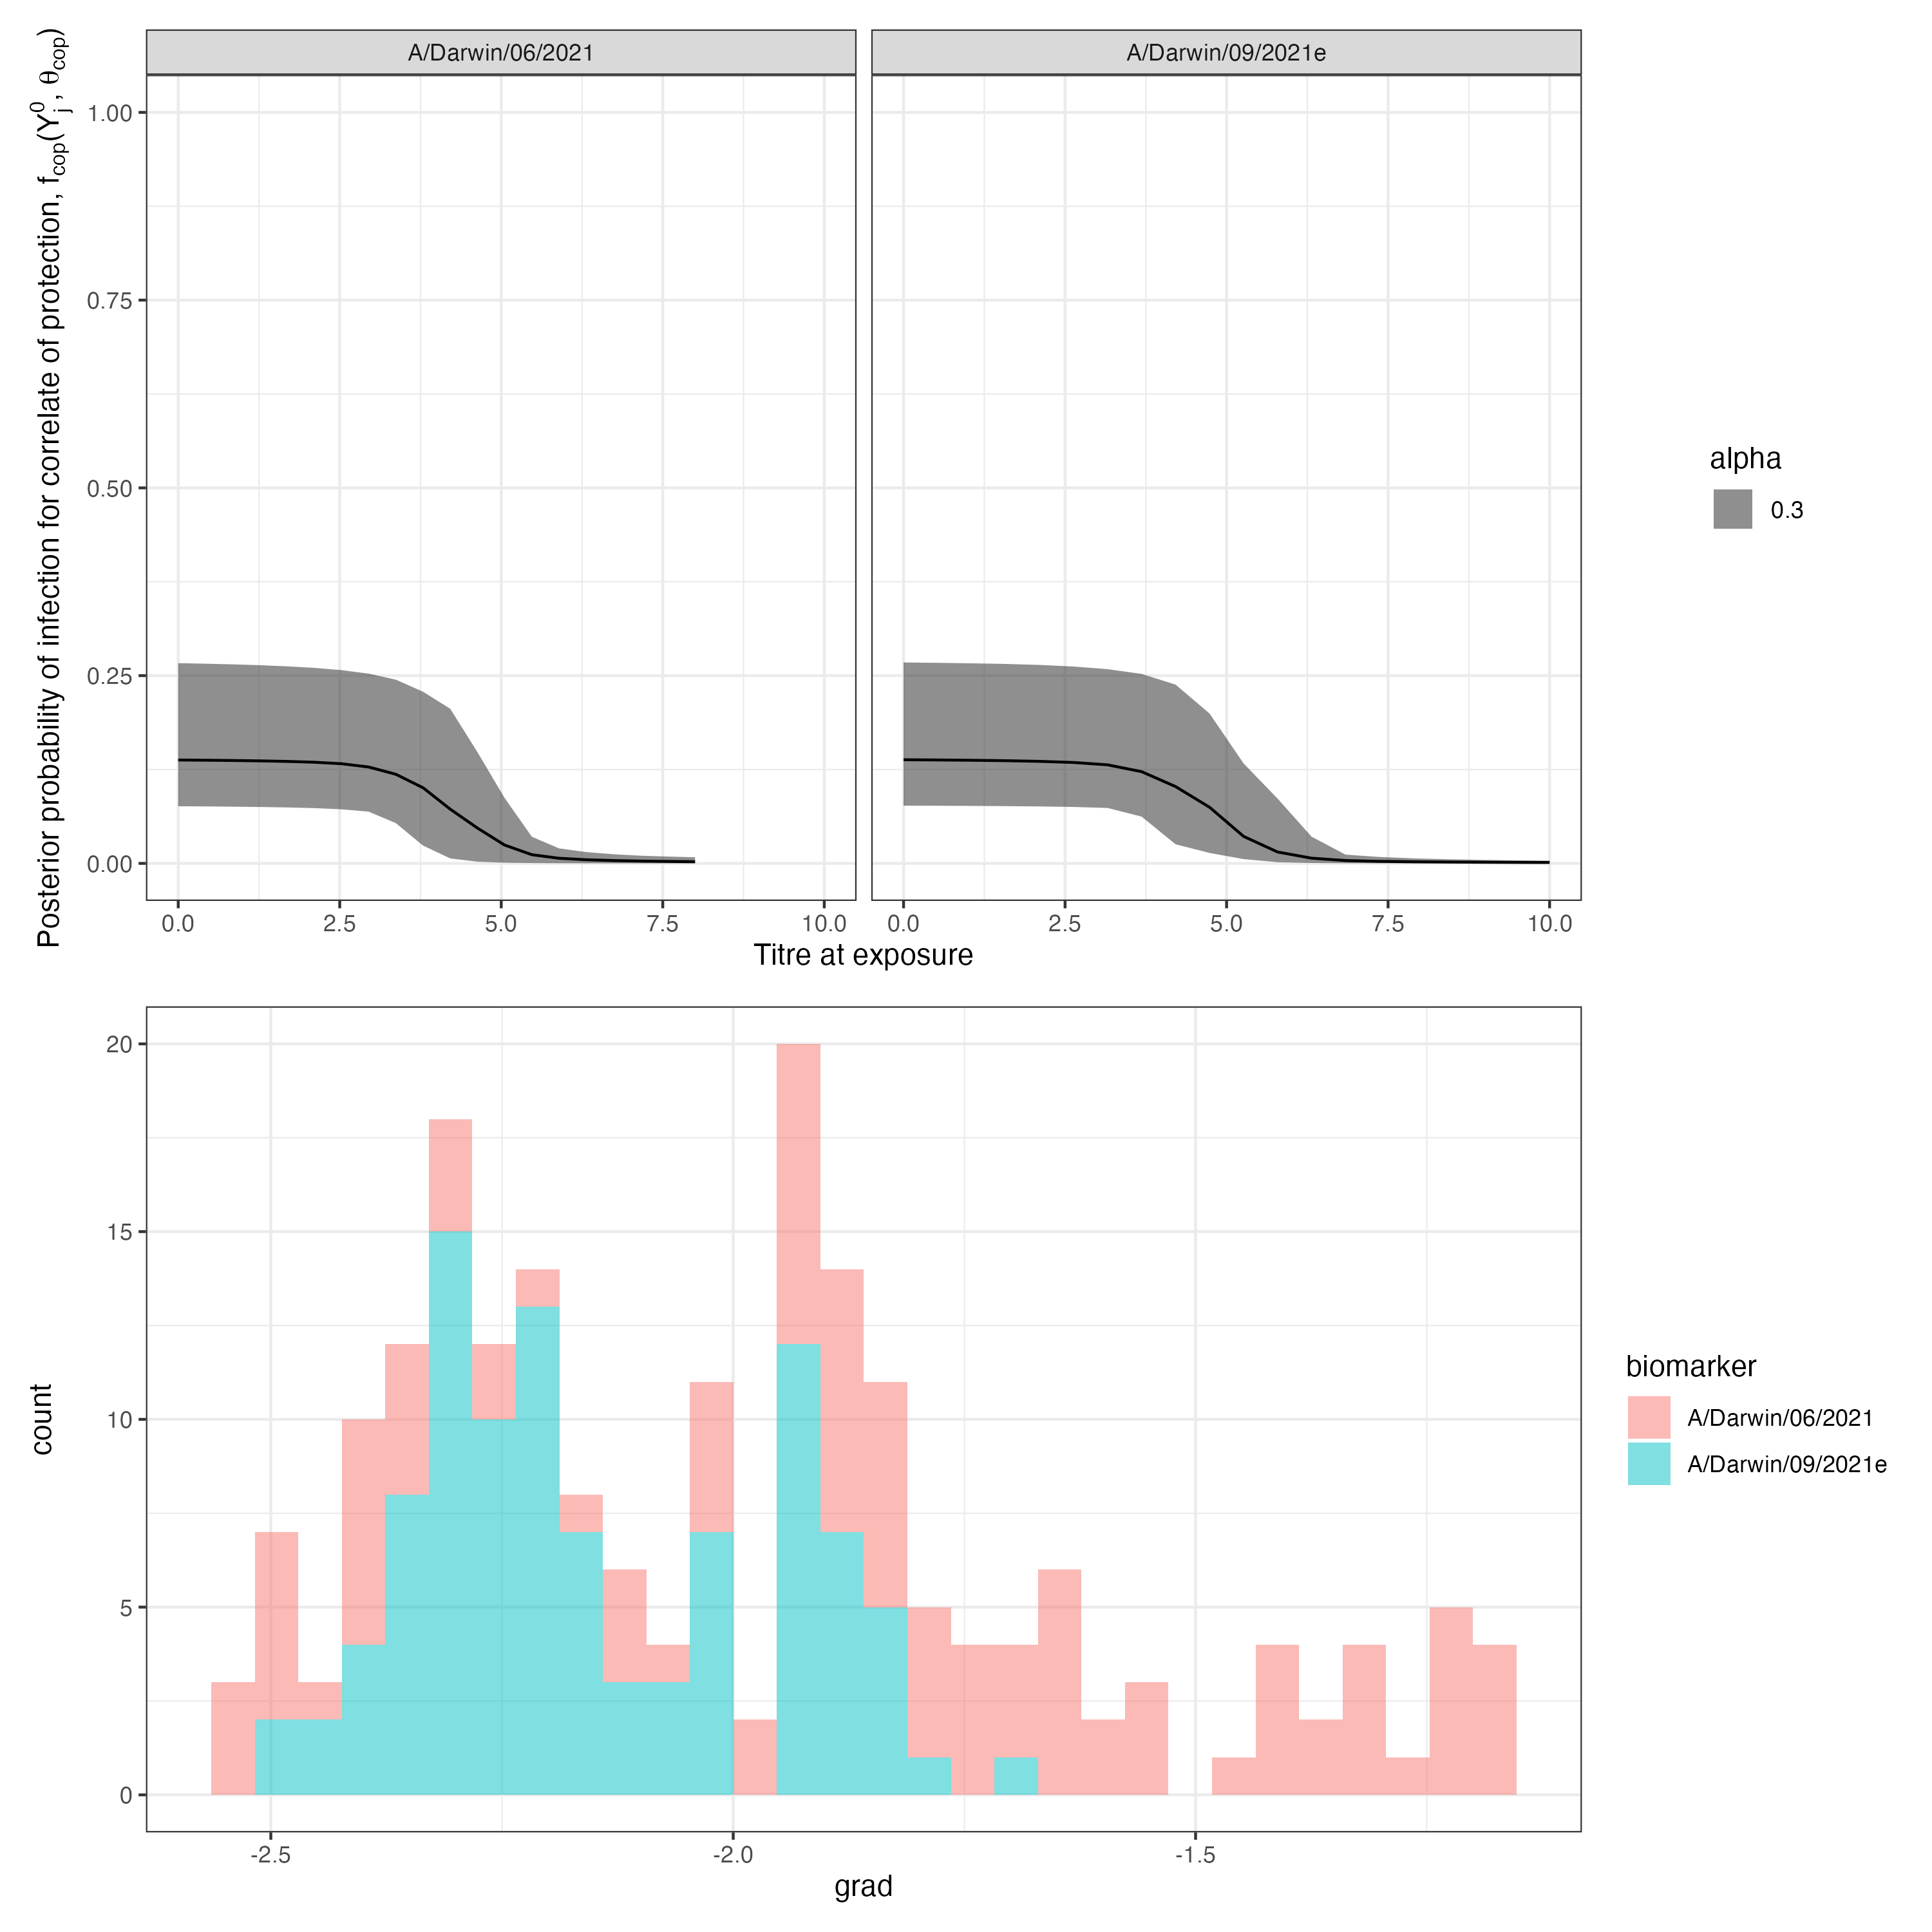 A/Darwin/06/2021
A/Darwin/09/2021e
Posterior probability of infection for correlate of protection, f_cop(Y_j^0, θ_cop)
1.00
0.75
0.50
0.25
0.00
0.0
2.5
5.0
7.5
10.0
0.0
2.5
5.0
7.5
10.0
Titre at exposure
alpha
0.3
count
20
15
10
5
0
-2.5
-2.0
-1.5
grad
biomarker
A/Darwin/06/2021
A/Darwin/09/2021e